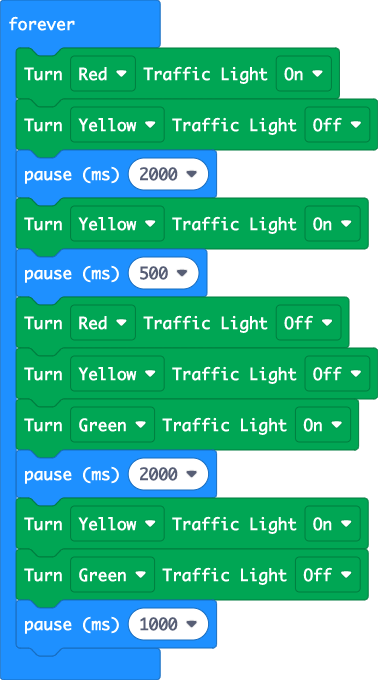 forever
Turn Red Traffic Light On
Turn Yellow Traffic Light Off
pause (ms) 2000
Turn Yellow Traffic Light On
pause (ms) 500
Turn Red Traffic Light Off
Turn Yellow Traffic Light Off
Turn Green Traffic Light On
pause (ms) 2000
Turn Yellow Traffic Light On
Turn Green Traffic Light Off
pause (ms) 1000